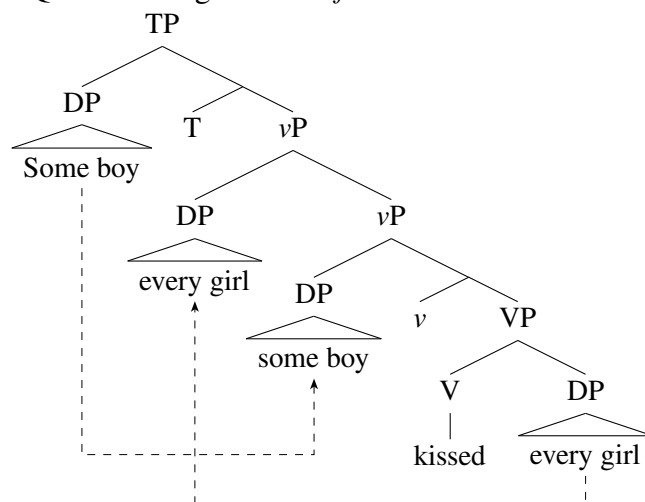 TP
DP
T vP
Some boy
DP vP
every girl
DP
v VP
some boy
V DP
kissed every girl